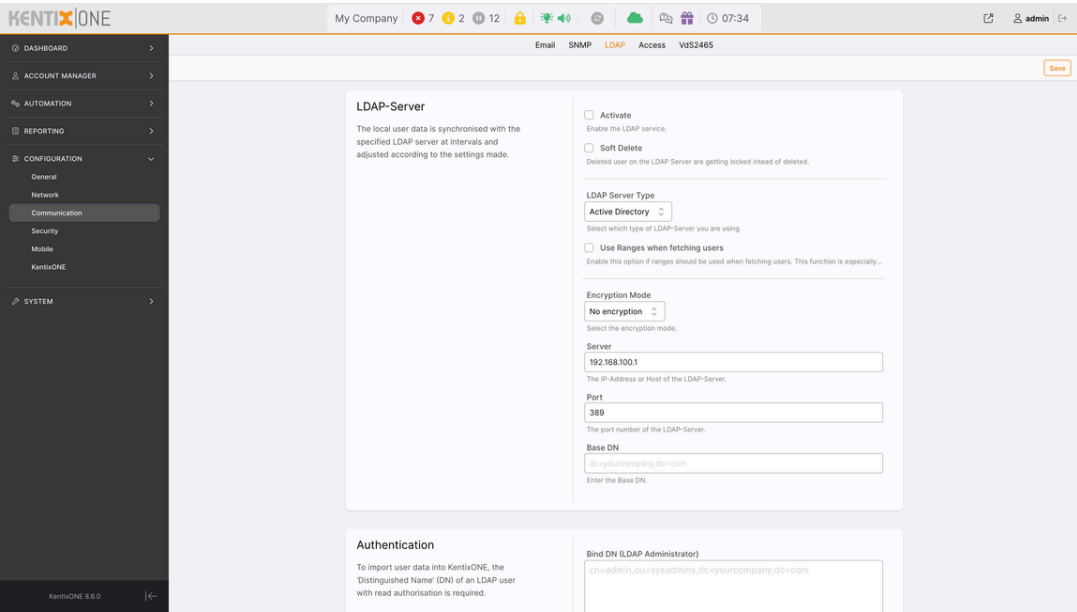 KENTIXONE
My Company 7 2 12 07:34
admin
DASHBOARD
ACCOUNT MANAGER
AUTOMATION
REPORTING
CONFIGURATION
General
Network
Communication
Security
Mobile
KentixONE
SYSTEM
KentixONE 8.6.0
Email SNMP LDAP Access VdS2465
Save
LDAP-Server
The local user data is synchronised with the
specified LDAP server at intervals and
adjusted according to the settings made.
Activate
Enable the LDAP service.
Soft Delete
Deleted user on the LDAP Server are getting locked intead of deleted.
LDAP Server Type
Active Directory
Select which type of LDAP-Server you are using.
Use Ranges when fetching users
Enable this option if ranges should be used when fetching users. This function is especially...
Encryption Mode
No encryption
Select the encryption mode.
Server
192.168.100.1
The IP-Address or Host of the LDAP-Server.
Port
389
The port number of the LDAP-Server.
Base DN
dc=yourcompany,dc=com
Enter the Base DN.
Authentication
To import user data into KentixONE, the
'Distinguished Name' (DN) of an LDAP user
with read authorisation is required.
Bind DN (LDAP Administrator)
cn=admin,ou=sysadmins,dc=yourcompany,dc=com